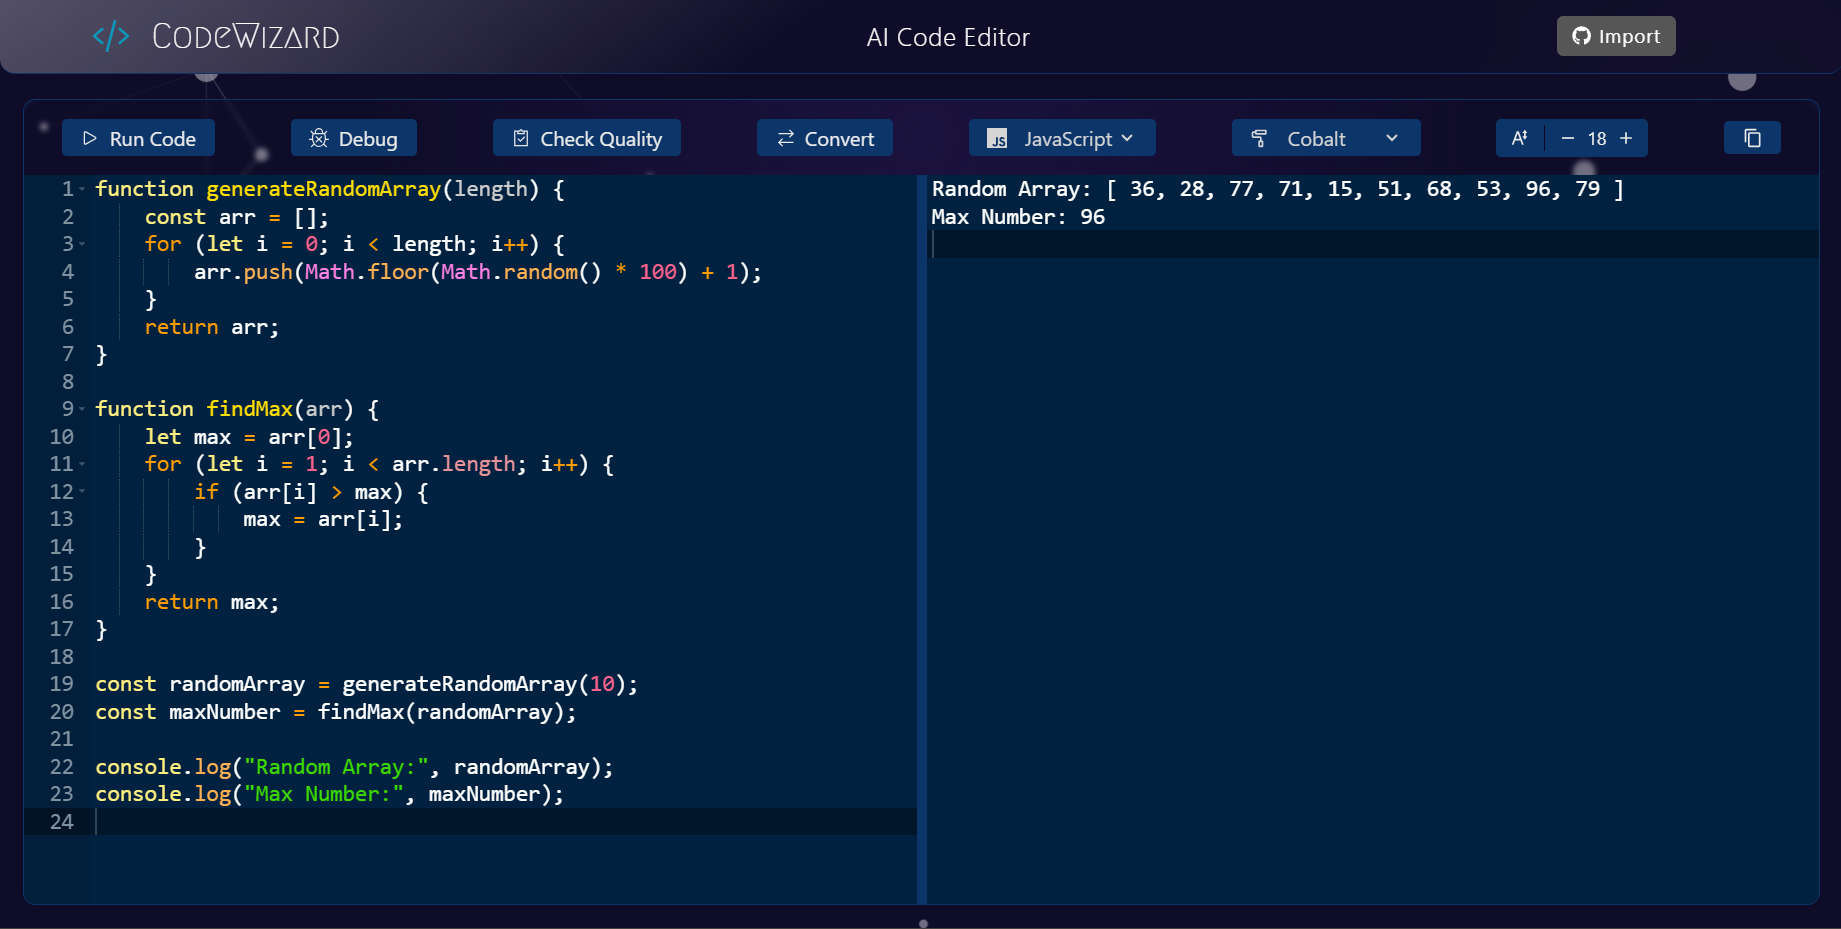 </> CODEWIZARD
AI Code Editor
Import
Run Code
Debug
Check Quality
Convert
JS JavaScript
Cobalt
A
− 18 +
1 function generateRandomArray(length) {
2     const arr = [];
3     for (let i = 0; i < length; i++) {
4         arr.push(Math.floor(Math.random() * 100) + 1);
5     }
6     return arr;
7 }
8
9 function findMax(arr) {
10     let max = arr[0];
11     for (let i = 1; i < arr.length; i++) {
12         if (arr[i] > max) {
13             max = arr[i];
14         }
15     }
16     return max;
17 }
18
19 const randomArray = generateRandomArray(10);
20 const maxNumber = findMax(randomArray);
21
22 console.log("Random Array:", randomArray);
23 console.log("Max Number:", maxNumber);
24
Random Array: [ 36, 28, 77, 71, 15, 51, 68, 53, 96, 79 ]
Max Number: 96